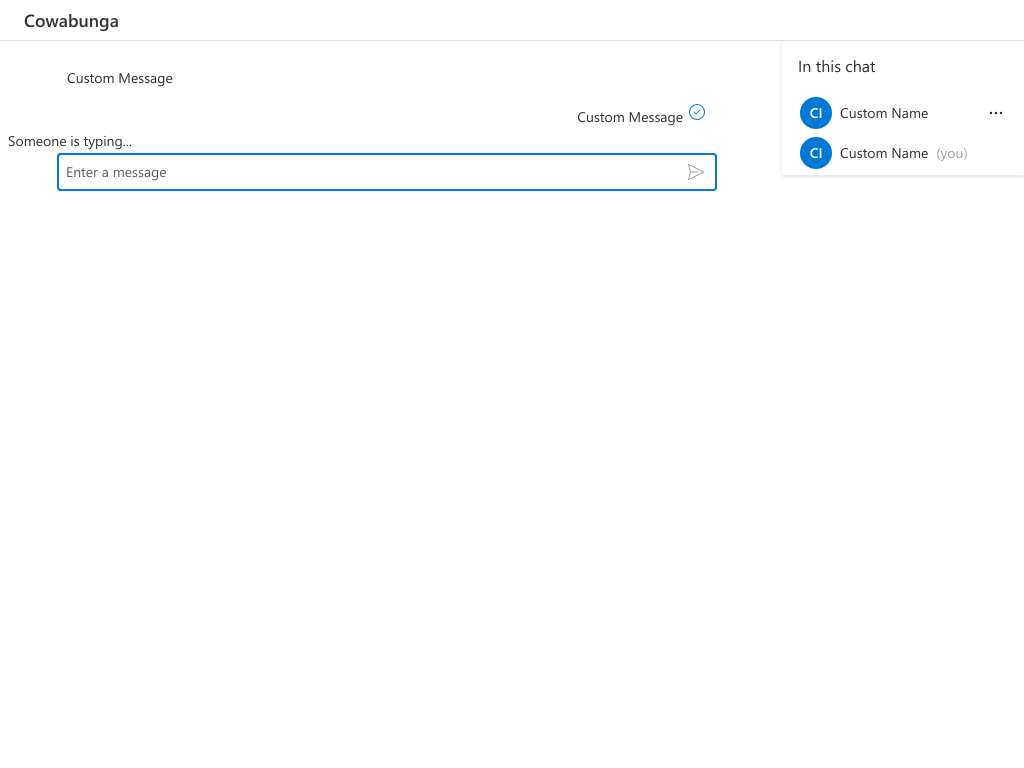 Cowabunga
Custom Message
Custom Message
Someone is typing...
Enter a message
In this chat
CI Custom Name ...
CI Custom Name (you)